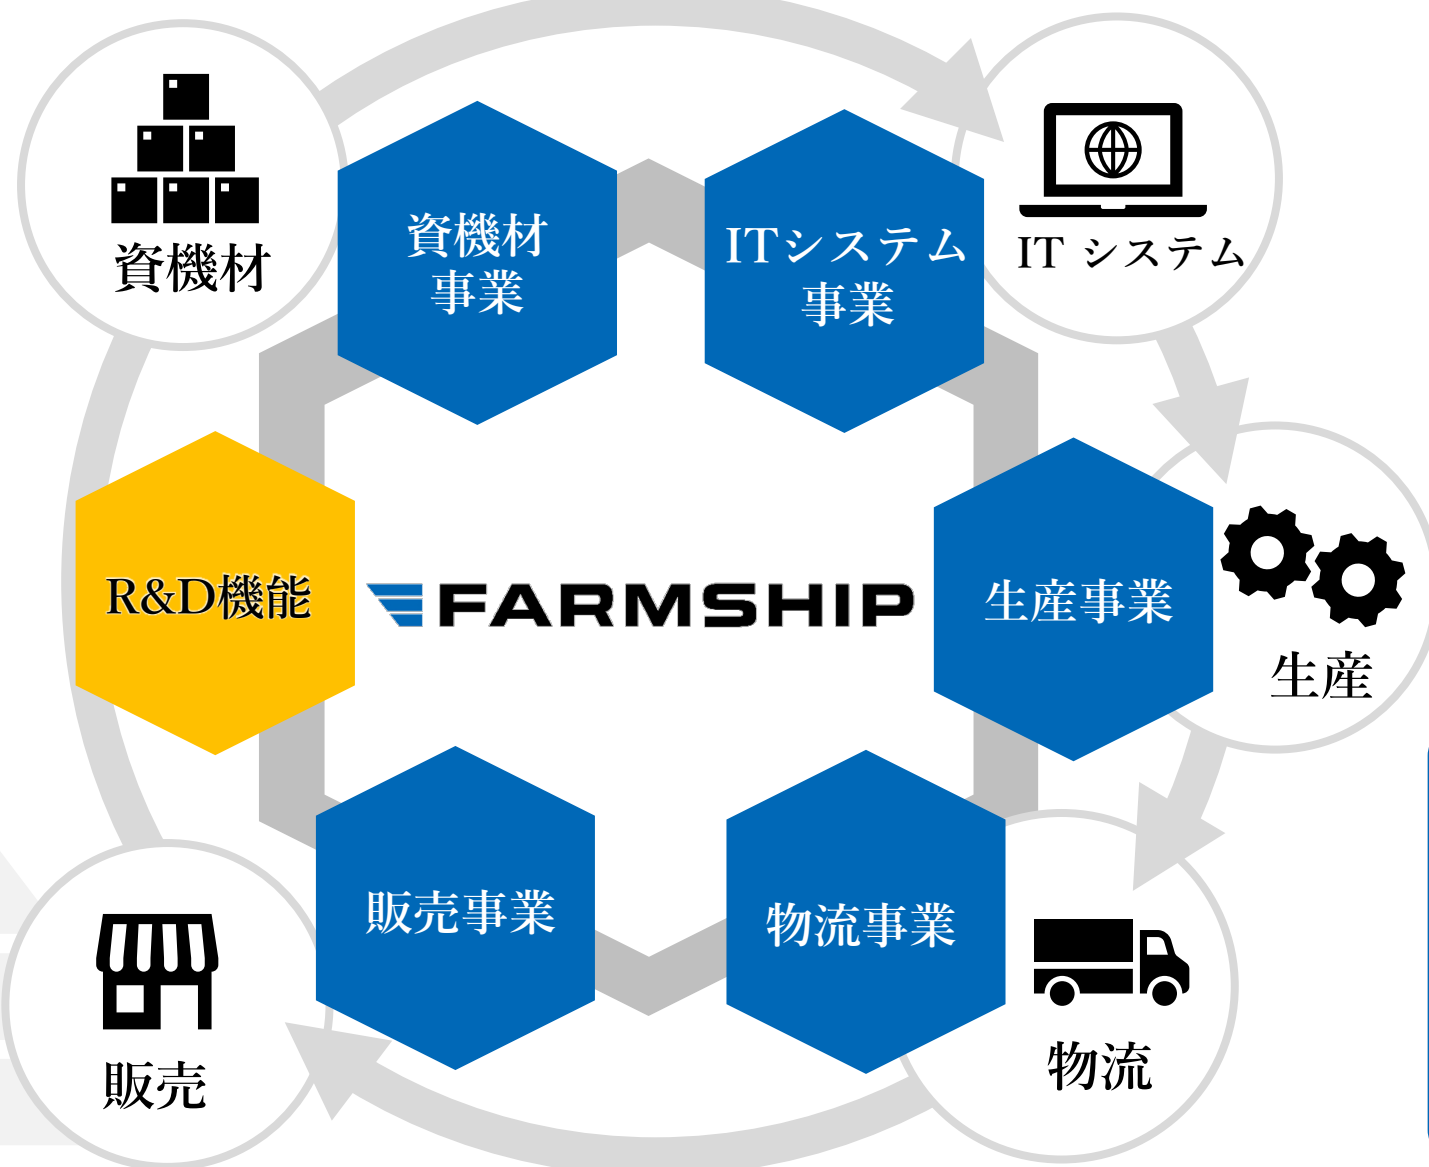 資機材
資機材
事業
ITシステム
事業
IT システム
R&D機能
FARMSHIP
生産事業
生産
販売事業
物流事業
販売
物流